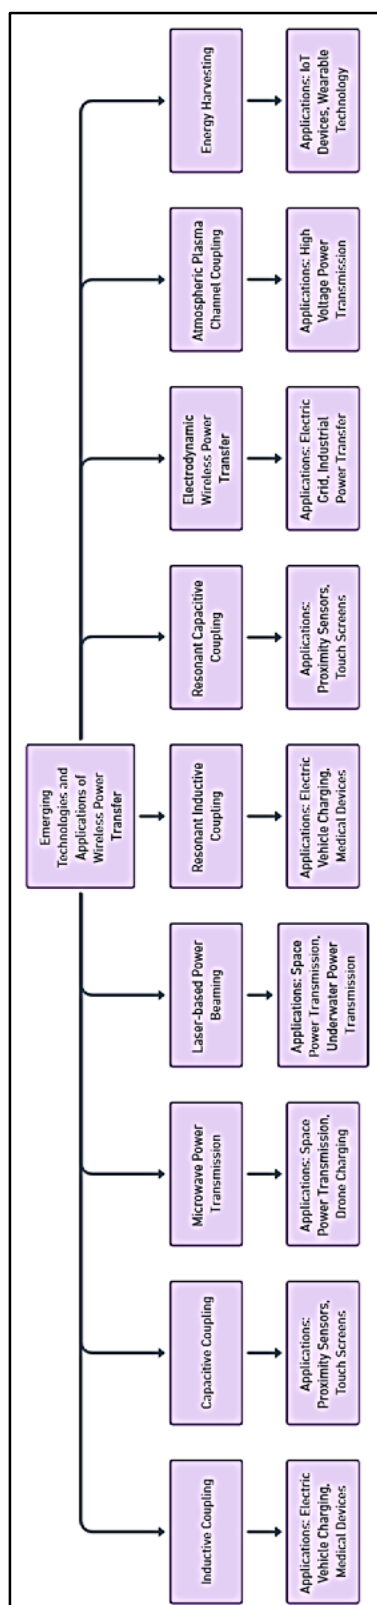 Emerging
Technologies and
Applications of
Wireless Power
Transfer
Inductive Coupling
Capacitive Coupling
Microwave Power
Transmission
Laser-based Power
Beaming
Resonant Inductive
Coupling
Resonant Capacitive
Coupling
Electrodynamic
Wireless Power
Transfer
Atmospheric Plasma
Channel Coupling
Energy Harvesting
Applications: Electric
Vehicle Charging,
Medical Devices
Applications:
Proximity Sensors,
Touch Screens
Applications: Space
Power Transmission,
Drone Charging
Applications: Space
Power Transmission,
Underwater Power
Transmission
Applications: Electric
Vehicle Charging,
Medical Devices
Applications:
Proximity Sensors,
Touch Screens
Applications: Electric
Grid, Industrial
Power Transfer
Applications: High
Voltage Power
Transmission
Applications: IoT
Devices, Wearable
Technology